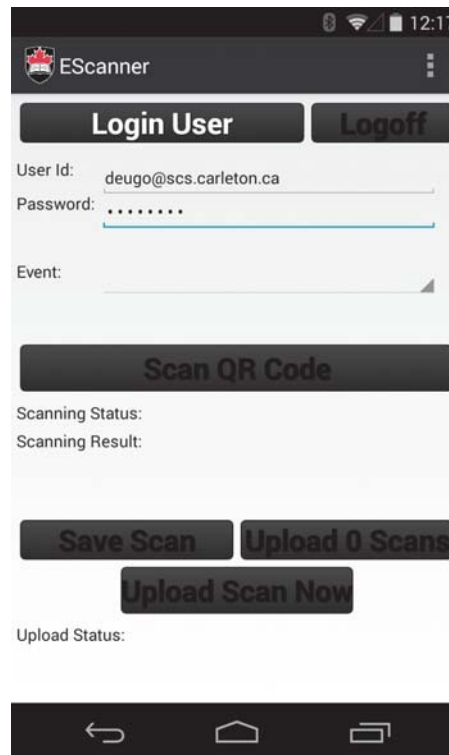 12:17
EScanner
Login User Logoff
User Id: deugo@scs.carleton.ca
Password: ········
Event:
Scan QR Code
Scanning Status:
Scanning Result:
Save Scan Upload 0 Scans
Upload Scan Now
Upload Status: